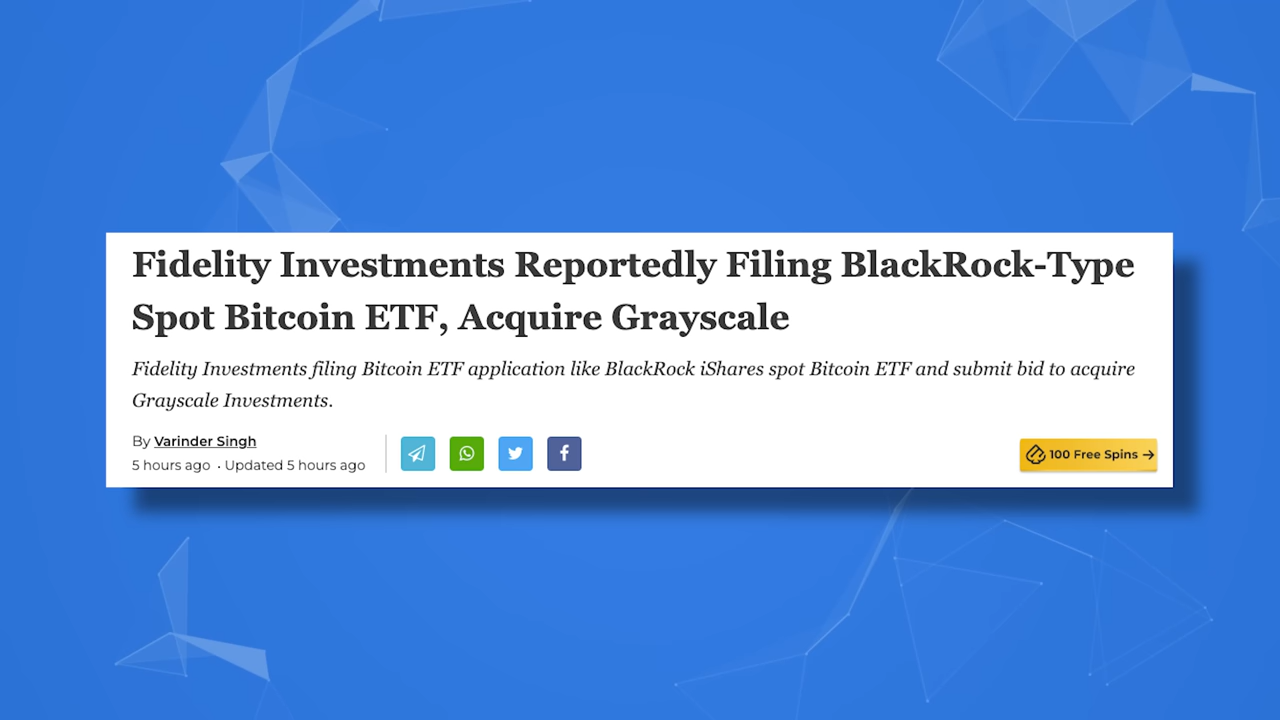 Fidelity Investments Reportedly Filing BlackRock-Type
Spot Bitcoin ETF, Acquire Grayscale
Fidelity Investments filing Bitcoin ETF application like BlackRock iShares spot Bitcoin ETF and submit bid to acquire
Grayscale Investments.
By Varinder Singh
5 hours ago · Updated 5 hours ago
100 Free Spins →